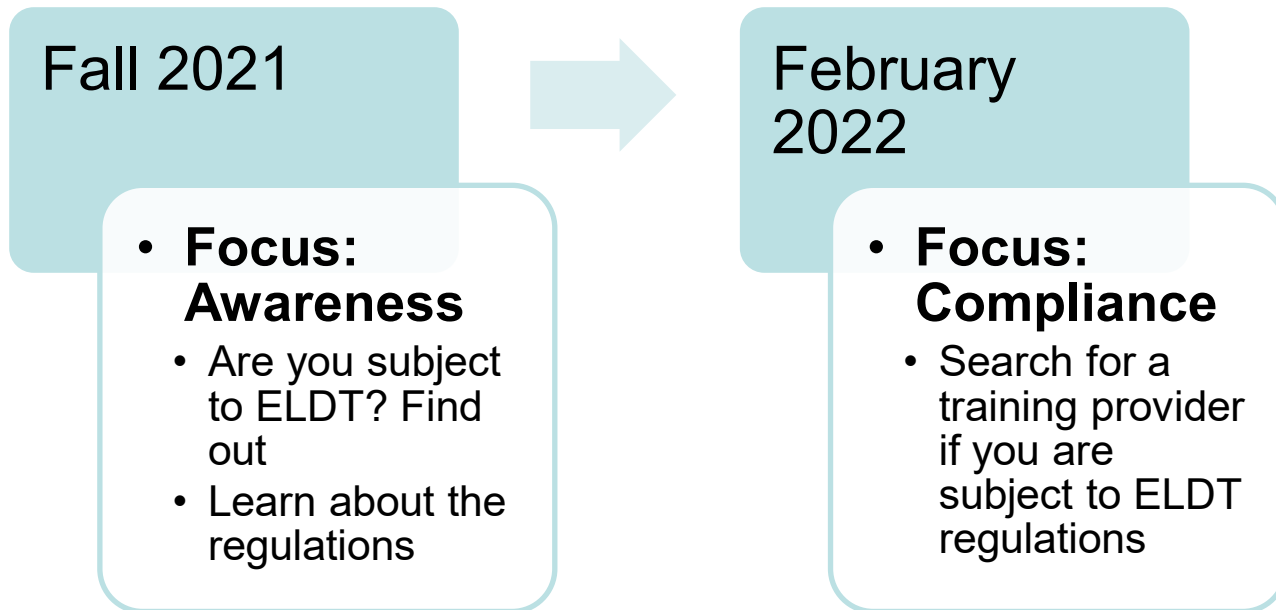 Fall 2021
• Focus:
Awareness
• Are you subject
to ELDT? Find
out
• Learn about the
regulations
February
2022
• Focus:
Compliance
• Search for a
training provider
if you are
subject to ELDT
regulations